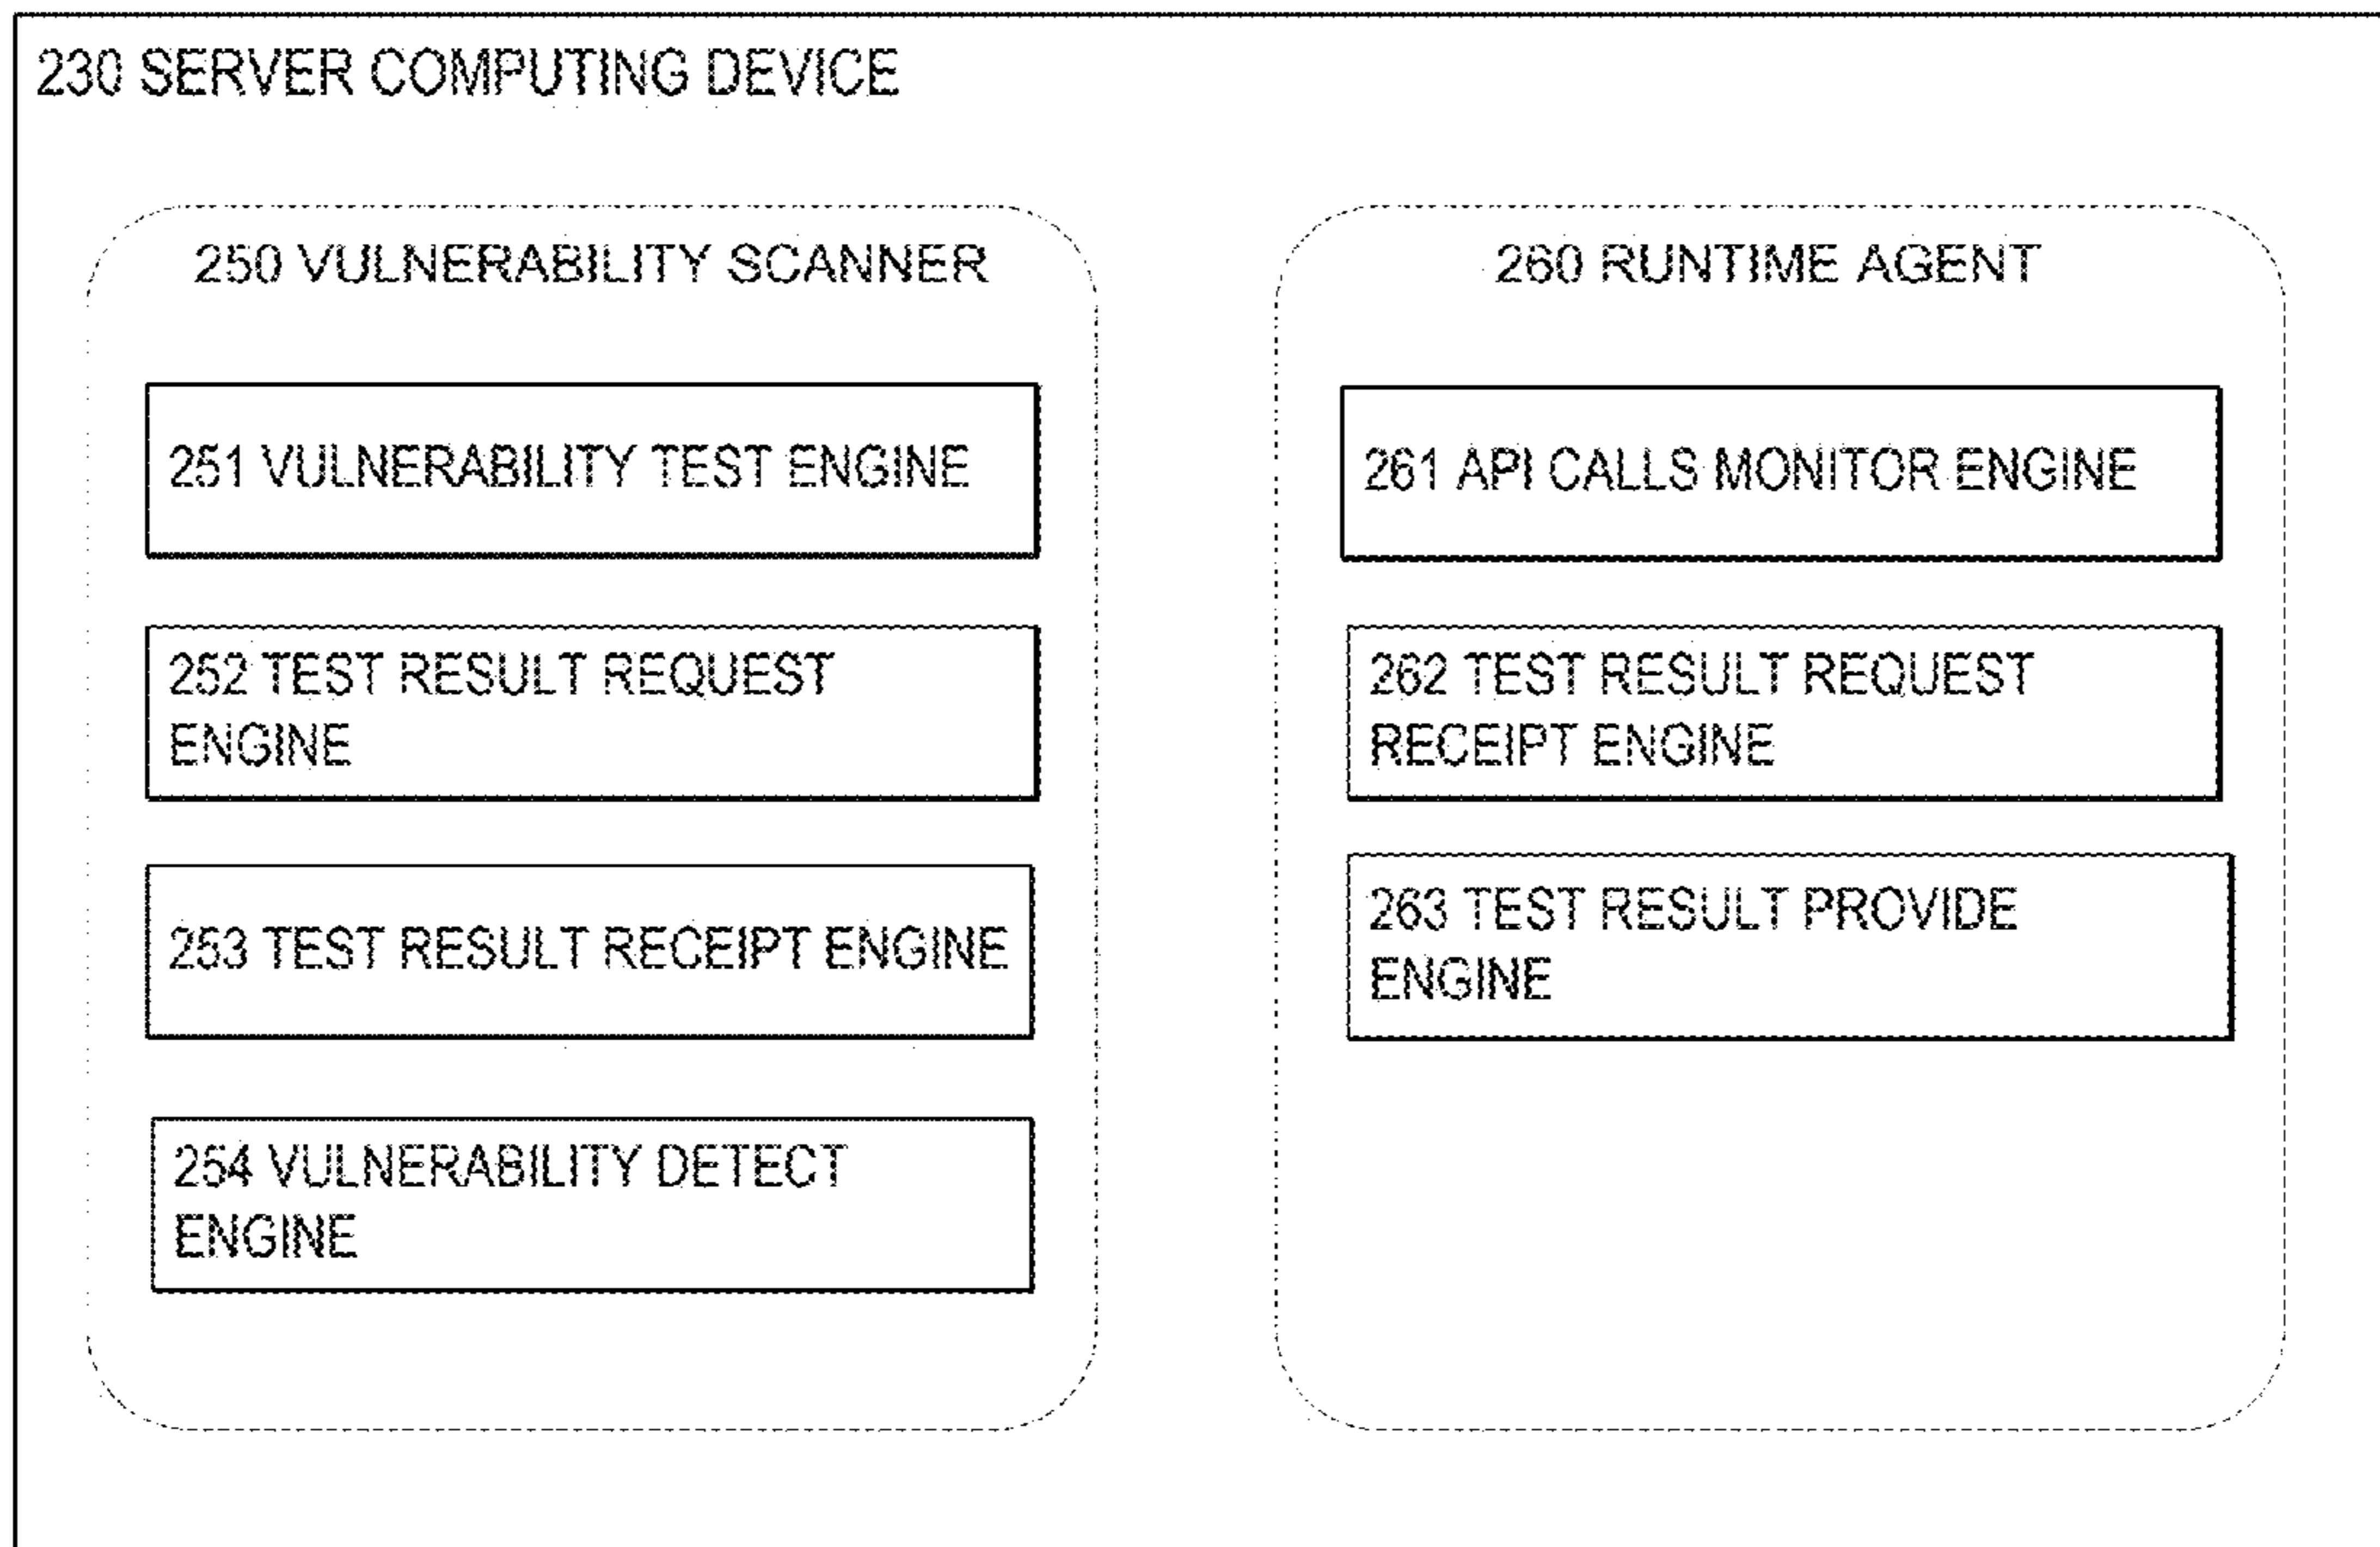 230 SERVER COMPUTING DEVICE
250 VULNERABILITY SCANNER
251 VULNERABILITY TEST ENGINE
252 TEST RESULT REQUEST
ENGINE
253 TEST RESULT RECEIPT ENGINE
254 VULNERABILITY DETECT
ENGINE
260 RUNTIME AGENT
261 API CALLS MONITOR ENGINE
262 TEST RESULT REQUEST
RECEIPT ENGINE
263 TEST RESULT PROVIDE
ENGINE